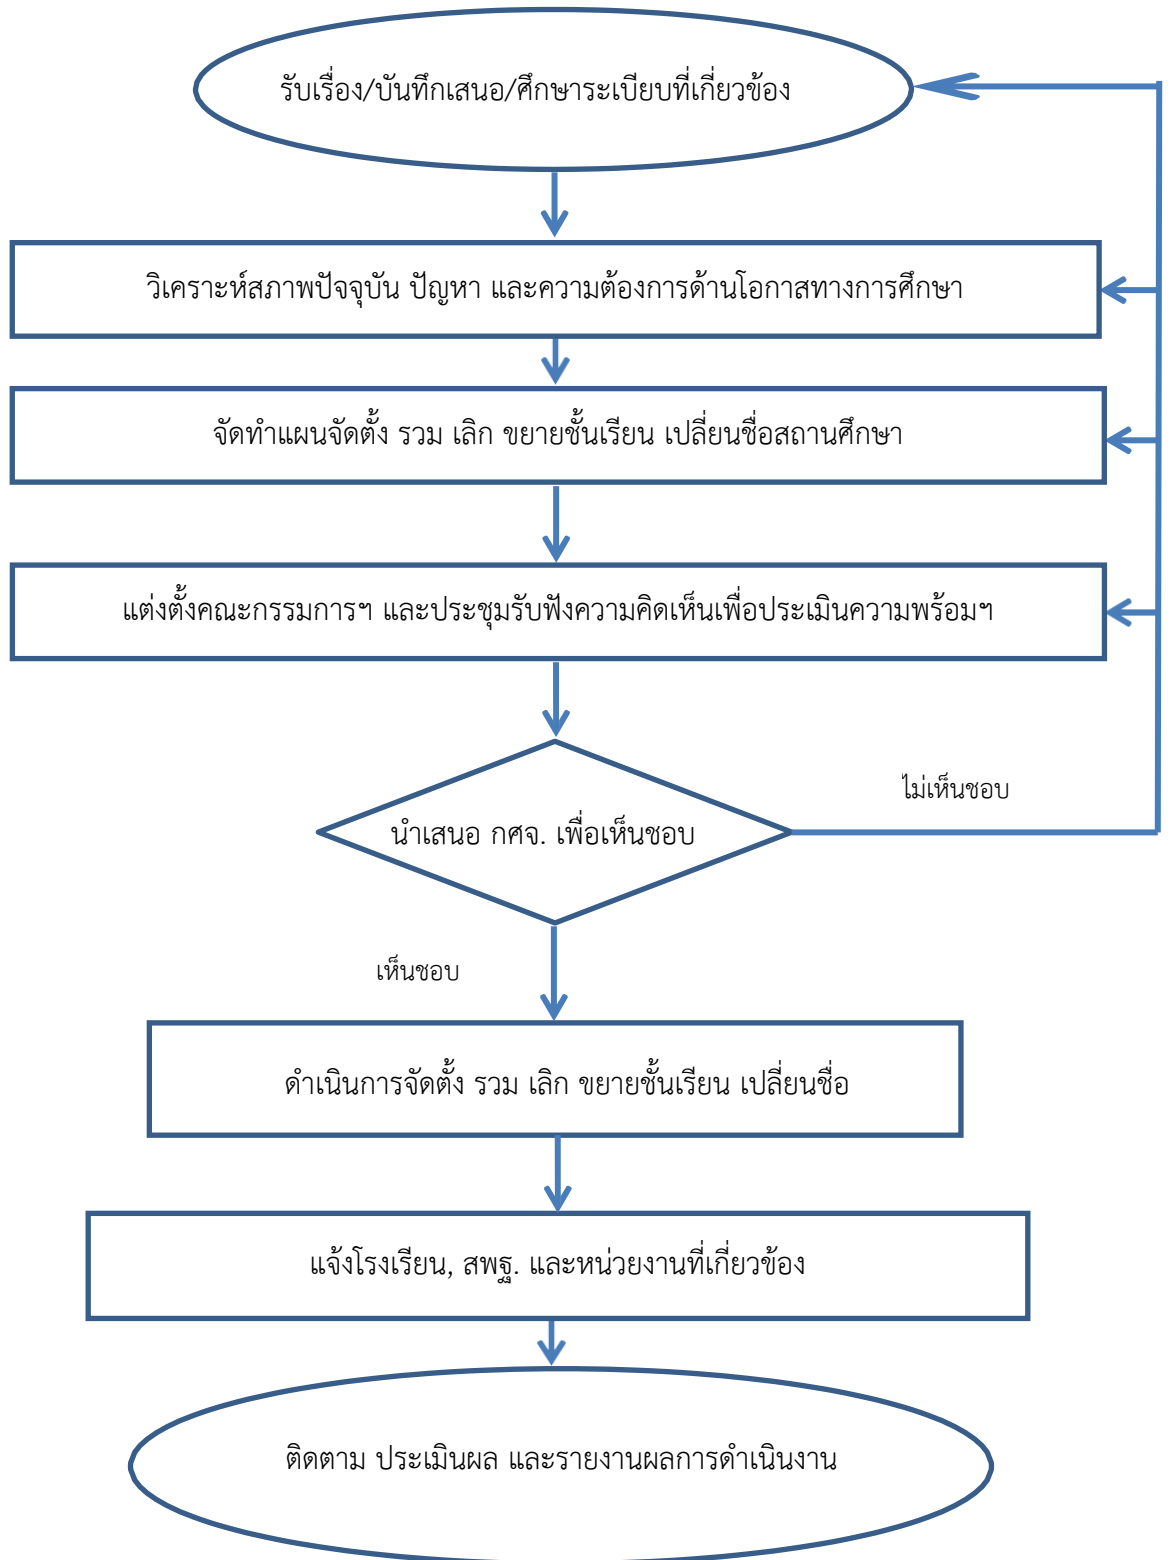 รับเรื่อง/บันทึกเสนอ/ศึกษาระเบียบที่เกี่ยวข้อง
วิเคราะห์สภาพปัจจุบัน ปัญหา และความต้องการด้านโอกาสทางการศึกษา
จัดทำแผนจัดตั้ง รวม เลิก ขยายชั้นเรียน เปลี่ยนชื่อสถานศึกษา
แต่งตั้งคณะกรรมการฯ และประชุมรับฟังความคิดเห็นเพื่อประเมินความพร้อมฯ
ไม่เห็นชอบ
นำเสนอ กศจ. เพื่อเห็นชอบ
เห็นชอบ
ดำเนินการจัดตั้ง รวม เลิก ขยายชั้นเรียน เปลี่ยนชื่อ
แจ้งโรงเรียน, สพฐ. และหน่วยงานที่เกี่ยวข้อง
ติดตาม ประเมินผล และรายงานผลการดำเนินงาน